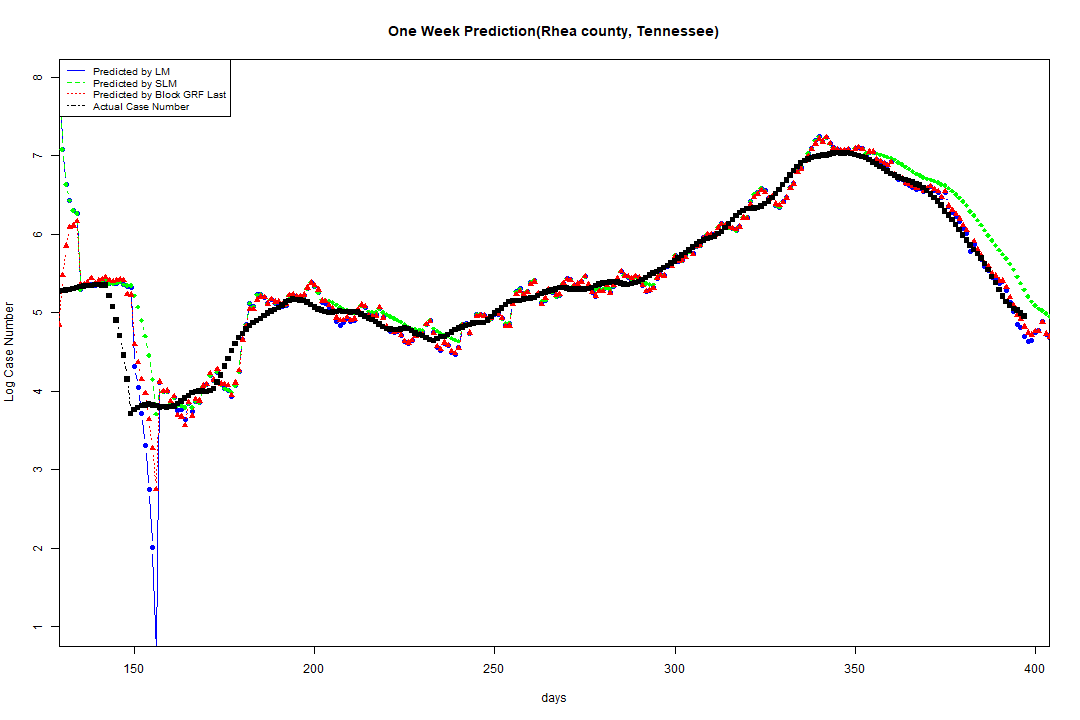 One Week Prediction(Rhea county, Tennessee)
Predicted by LM
Predicted by SLM
Predicted by Block GRF Last
Actual Case Number
8
7
6
5
4
3
2
1
Log Case Number
150 200 250 300 350 400
days